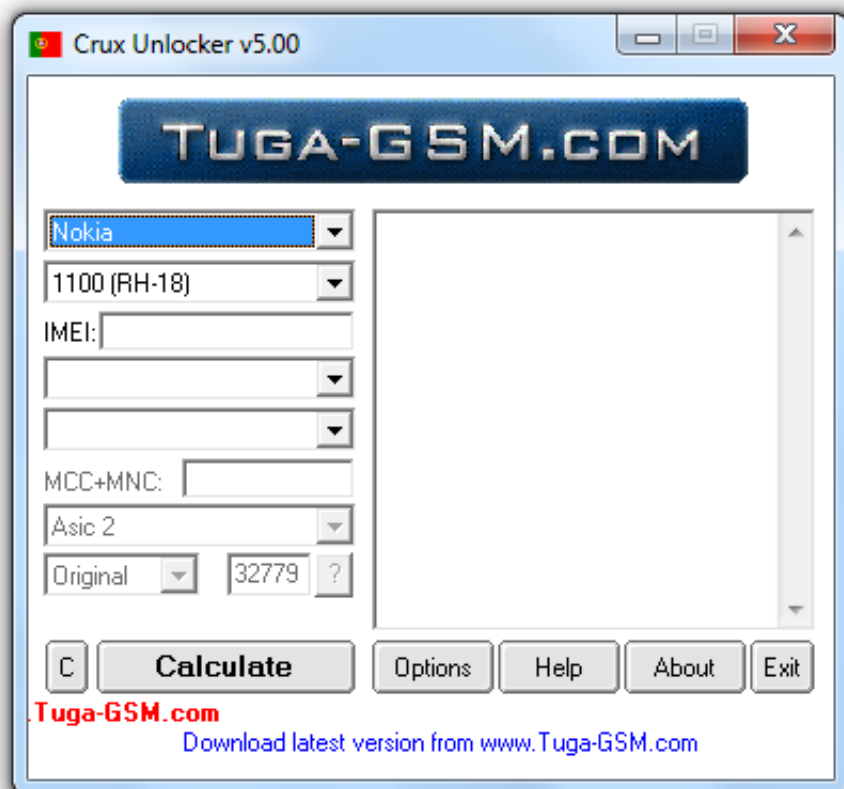 Crux Unlocker v5.00
TUGA-GSM.COM
Nokia
1100 (RH-18)
IMEI:
MCC+MNC:
Asic 2
Original 32779 ?
C Calculate Options Help About Exit
.Tuga-GSM.com
Download latest version from www.Tuga-GSM.com